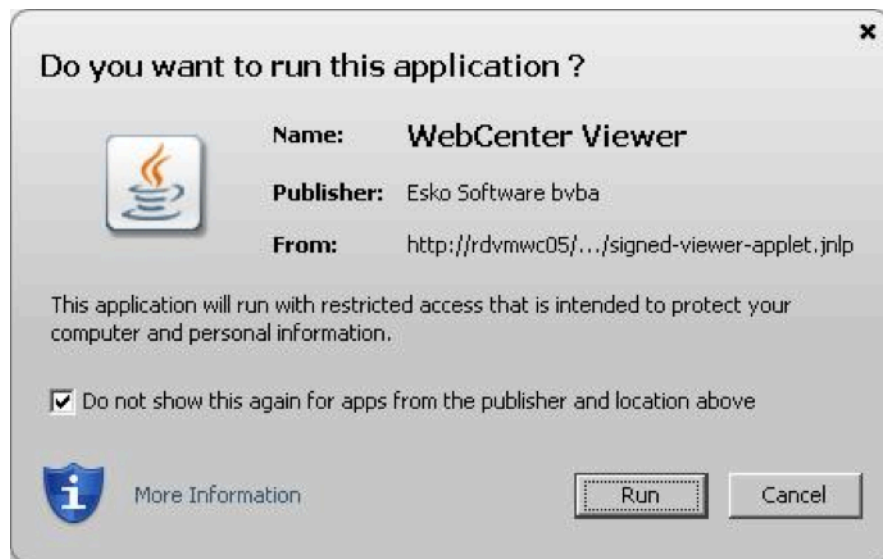 Do you want to run this application ?
Name: WebCenter Viewer
Publisher: Esko Software bvba
From: http://rdvmwc05/.../signed-viewer-applet.jnlp
This application will run with restricted access that is intended to protect your
computer and personal information.
Do not show this again for apps from the publisher and location above
More Information
Run
Cancel